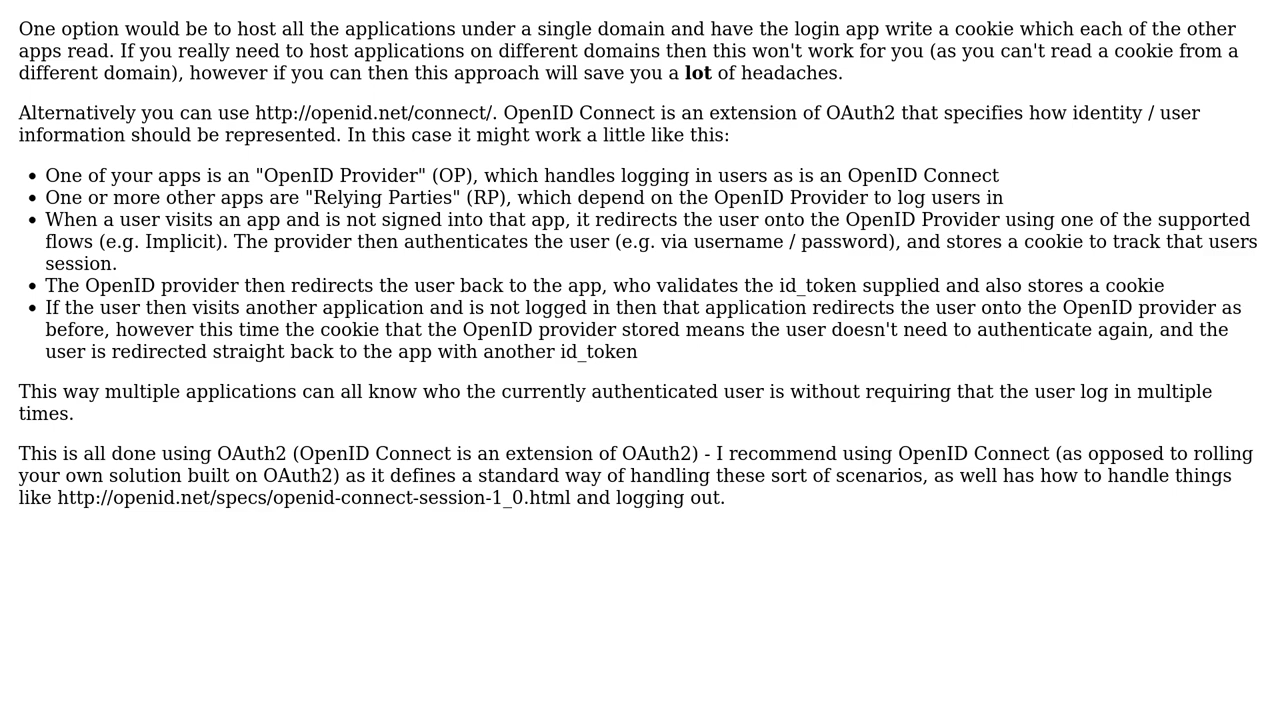 One option would be to host all the applications under a single domain and have the login app write a cookie which each of the other
apps read. If you really need to host applications on different domains then this won't work for you (as you can't read a cookie from a
different domain), however if you can then this approach will save you a lot of headaches.
Alternatively you can use http://openid.net/connect/. OpenID Connect is an extension of OAuth2 that specifies how identity / user
information should be represented. In this case it might work a little like this:
• One of your apps is an "OpenID Provider" (OP), which handles logging in users as is an OpenID Connect
• One or more other apps are "Relying Parties" (RP), which depend on the OpenID Provider to log users in
• When a user visits an app and is not signed into that app, it redirects the user onto the OpenID Provider using one of the supported
flows (e.g. Implicit). The provider then authenticates the user (e.g. via username / password), and stores a cookie to track that users
session.
• The OpenID provider then redirects the user back to the app, who validates the id_token supplied and also stores a cookie
• If the user then visits another application and is not logged in then that application redirects the user onto the OpenID provider as
before, however this time the cookie that the OpenID provider stored means the user doesn't need to authenticate again, and the
user is redirected straight back to the app with another id_token
This way multiple applications can all know who the currently authenticated user is without requiring that the user log in multiple
times.
This is all done using OAuth2 (OpenID Connect is an extension of OAuth2) - I recommend using OpenID Connect (as opposed to rolling
your own solution built on OAuth2) as it defines a standard way of handling these sort of scenarios, as well has how to handle things
like http://openid.net/specs/openid-connect-session-1_0.html and logging out.